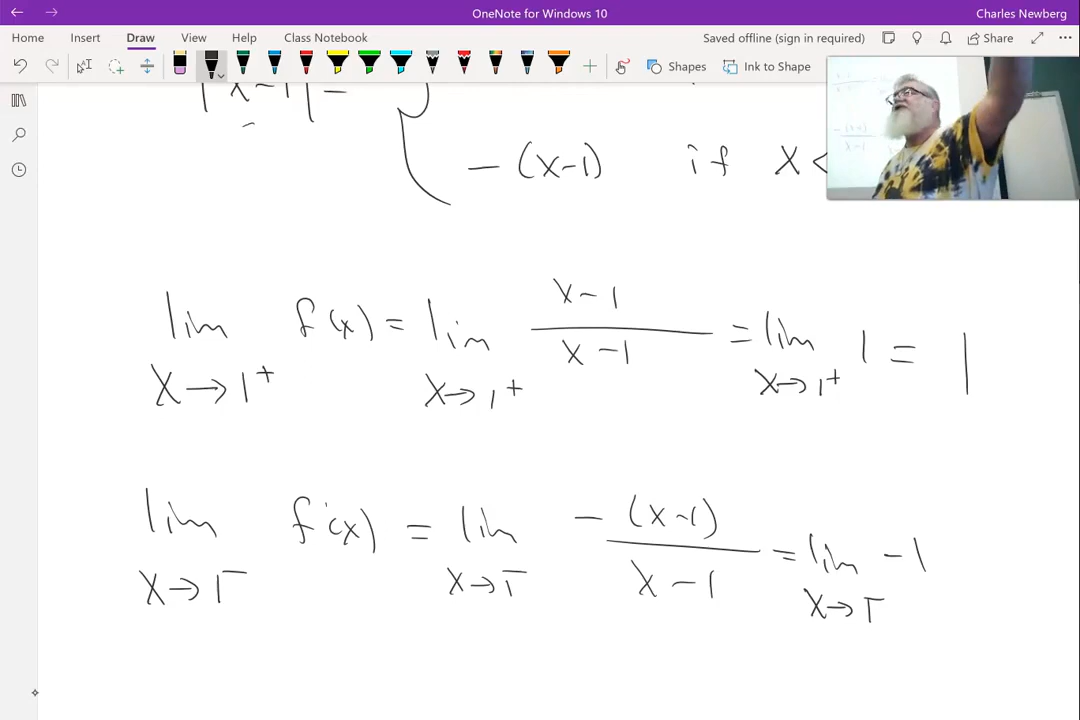 OneNote for Windows 10
Charles Newberg
Home Insert Draw View Help Class Notebook
Saved offline (sign in required)
Share
Shapes
Ink to Shape
|x-1| =
-(x-1) if x <
lim f(x) = lim x-1 / x-1 = lim 1 = 1
x→1+ x→1+ x→1+
lim f(x) = lim -(x-1) / x-1 = lim -1
x→1- x→1- x→1-